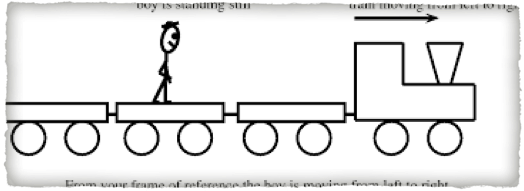 boy is standing still
train moving from left to rig
From your frame of reference the boy is moving from left to right